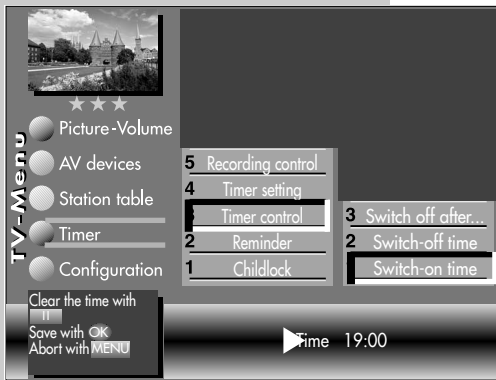 TV-Menu
Picture-Volume
AV devices
Station table
Timer
Configuration
5 Recording control
4 Timer setting
3 Timer control
2 Reminder
1 Childlock
3 Switch off after...
2 Switch-off time
Switch-on time
Clear the time with
II
Save with OK
Abort with MENU
Time 19:00